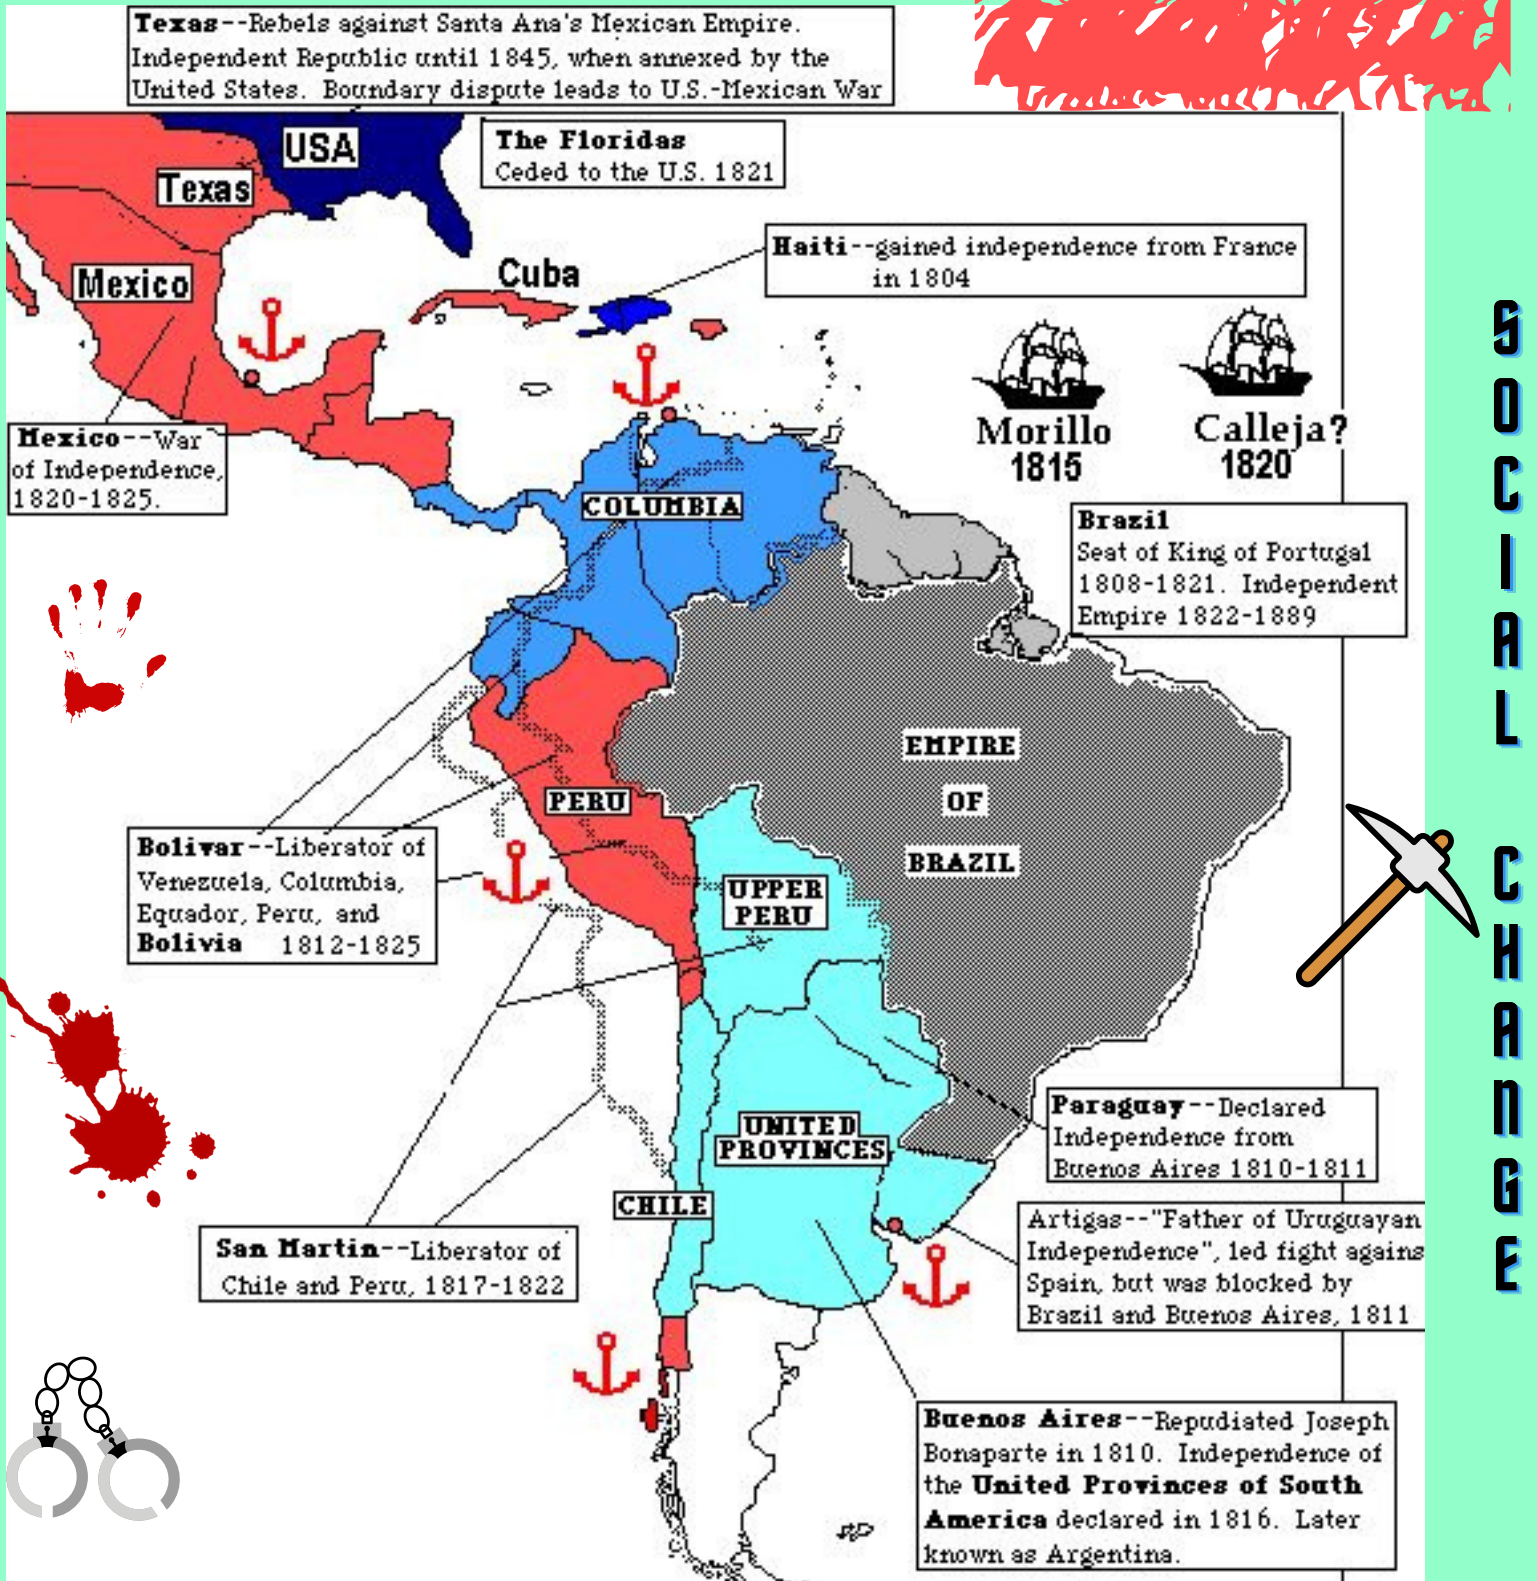 Texas--Rebels against Santa Ana's Mexican Empire.
Independent Republic until 1845, when annexed by the
United States. Boundary dispute leads to U.S.-Mexican War
USA
The Floridas
Ceded to the U.S. 1821
Texas
Haiti--gained independence from France
in 1804
Cuba
Mexico
Morillo
1815
Calleja?
1820
Mexico--War
of Independence,
1820-1825.
COLUMBIA
Brazil
Seat of King of Portugal
1808-1821. Independent
Empire 1822-1889
EMPIRE
OF
BRAZIL
PERU
Bolivar--Liberator of
Venezuela, Columbia,
Equador, Peru, and
Bolivia 1812-1825
UPPER
PERU
UNITED
PROVINCES
Paraguay--Declared
Independence from
Buenos Aires 1810-1811
CHILE
Artigas--"Father of Uruguayan
Independence", led fight agains
Spain, but was blocked by
Brazil and Buenos Aires, 1811
San Martin--Liberator of
Chile and Peru, 1817-1822
Buenos Aires--Repudiated Joseph
Bonaparte in 1810. Independence of
the United Provinces of South
America declared in 1816. Later
known as Argentina.
SOCIAL CHANGE